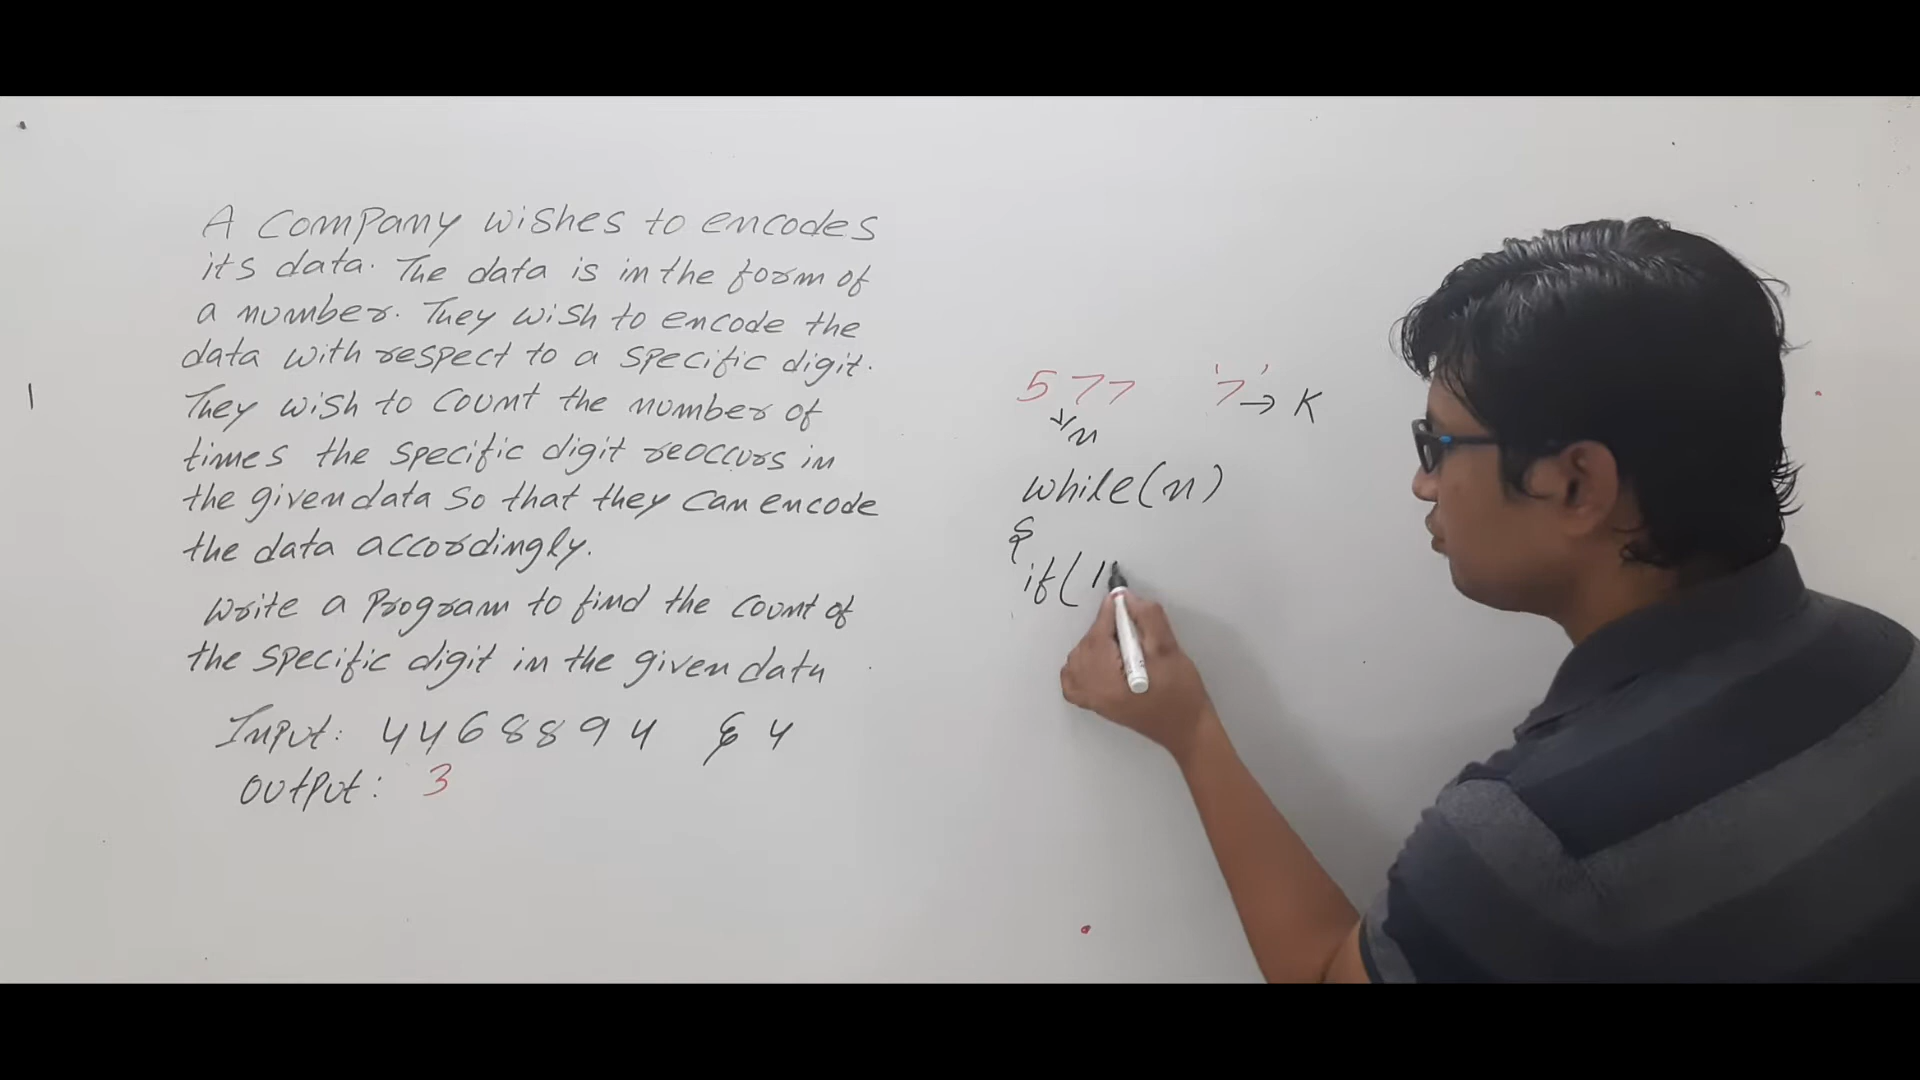 A Company wishes to encodes
its data. The data is in the form of
a number. They wish to encode the
data with respect to a specific digit.
They wish to count the number of
times the specific digit reoccurs in
the given data so that they can encode
the data accordingly.
Write a Program to find the count of
the specific digit in the given data
Input: 4468894 & 4
Output: 3
577 '7' → K
n
while(n)
{
if(